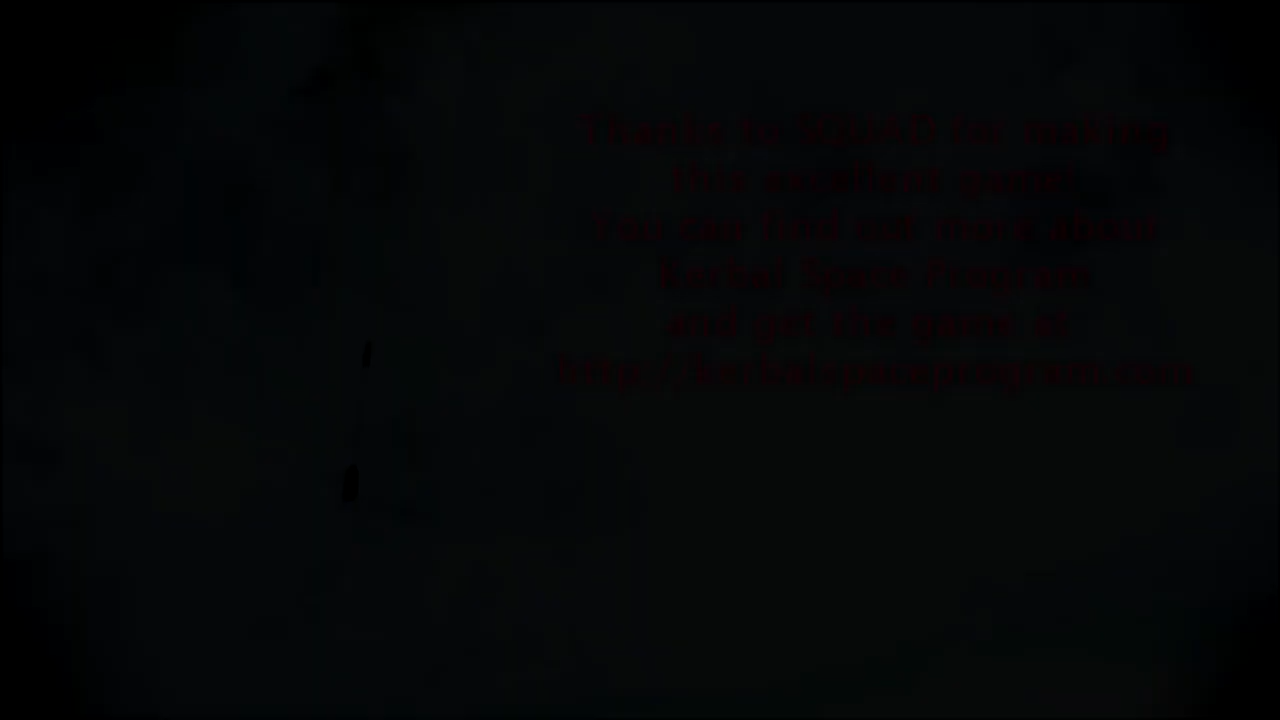 Thanks to SQUAD for making
this excellent game!
You can find out more about
Kerbal Space Program
and get the game at
http://kerbalspaceprogram.com